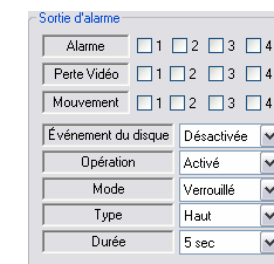 Sortie d'alarme
Alarme 1 2 3 4
Perte Vidéo 1 2 3 4
Mouvement 1 2 3 4
Événement du disque Désactivée
Opération Activé
Mode Verrouillé
Type Haut
Durée 5 sec